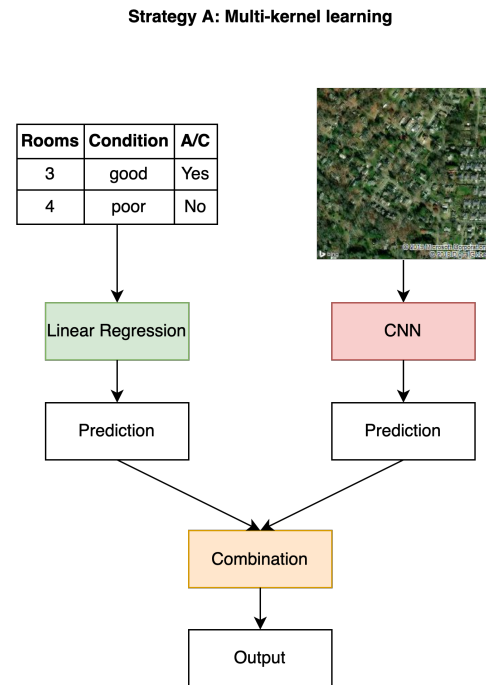 Strategy A: Multi-kernel learning
Rooms Condition A/C
3 good Yes
4 poor No
Linear Regression
CNN
Prediction
Prediction
Combination
Output